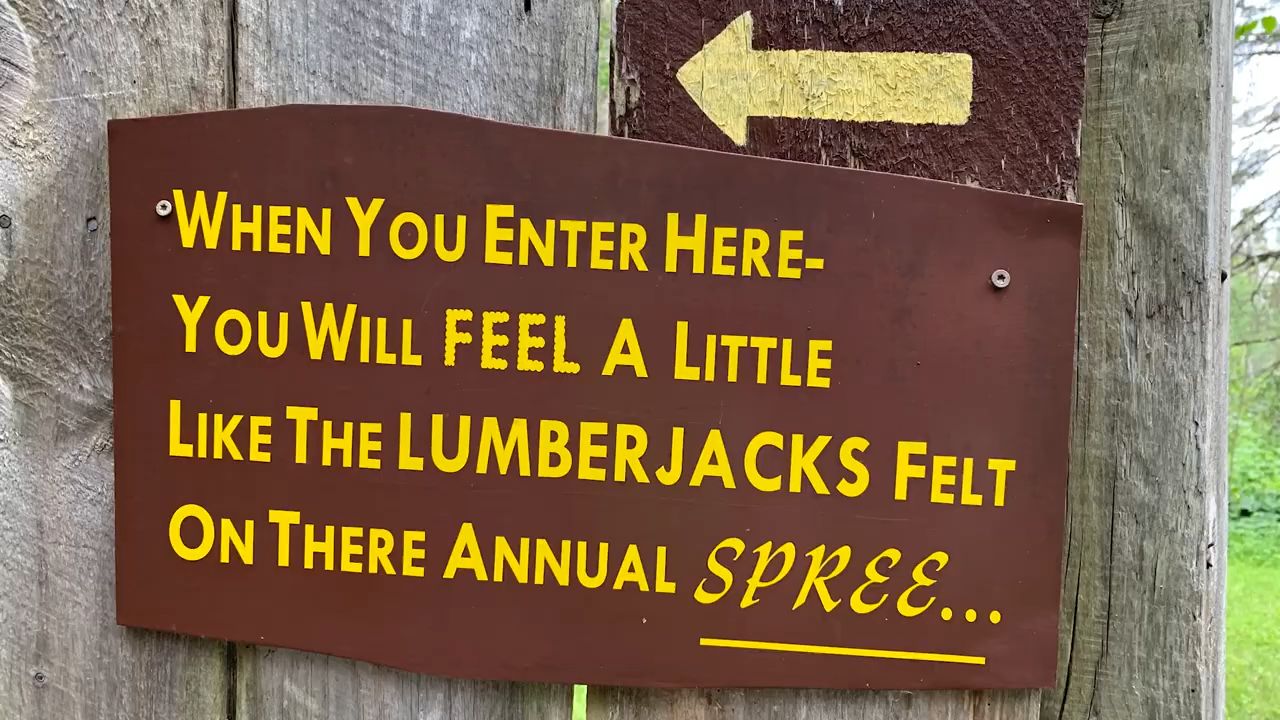 When You Enter Here-
You Will FEEL A Little
Like The LUMBERJACKS Felt
On There Annual SPREE...